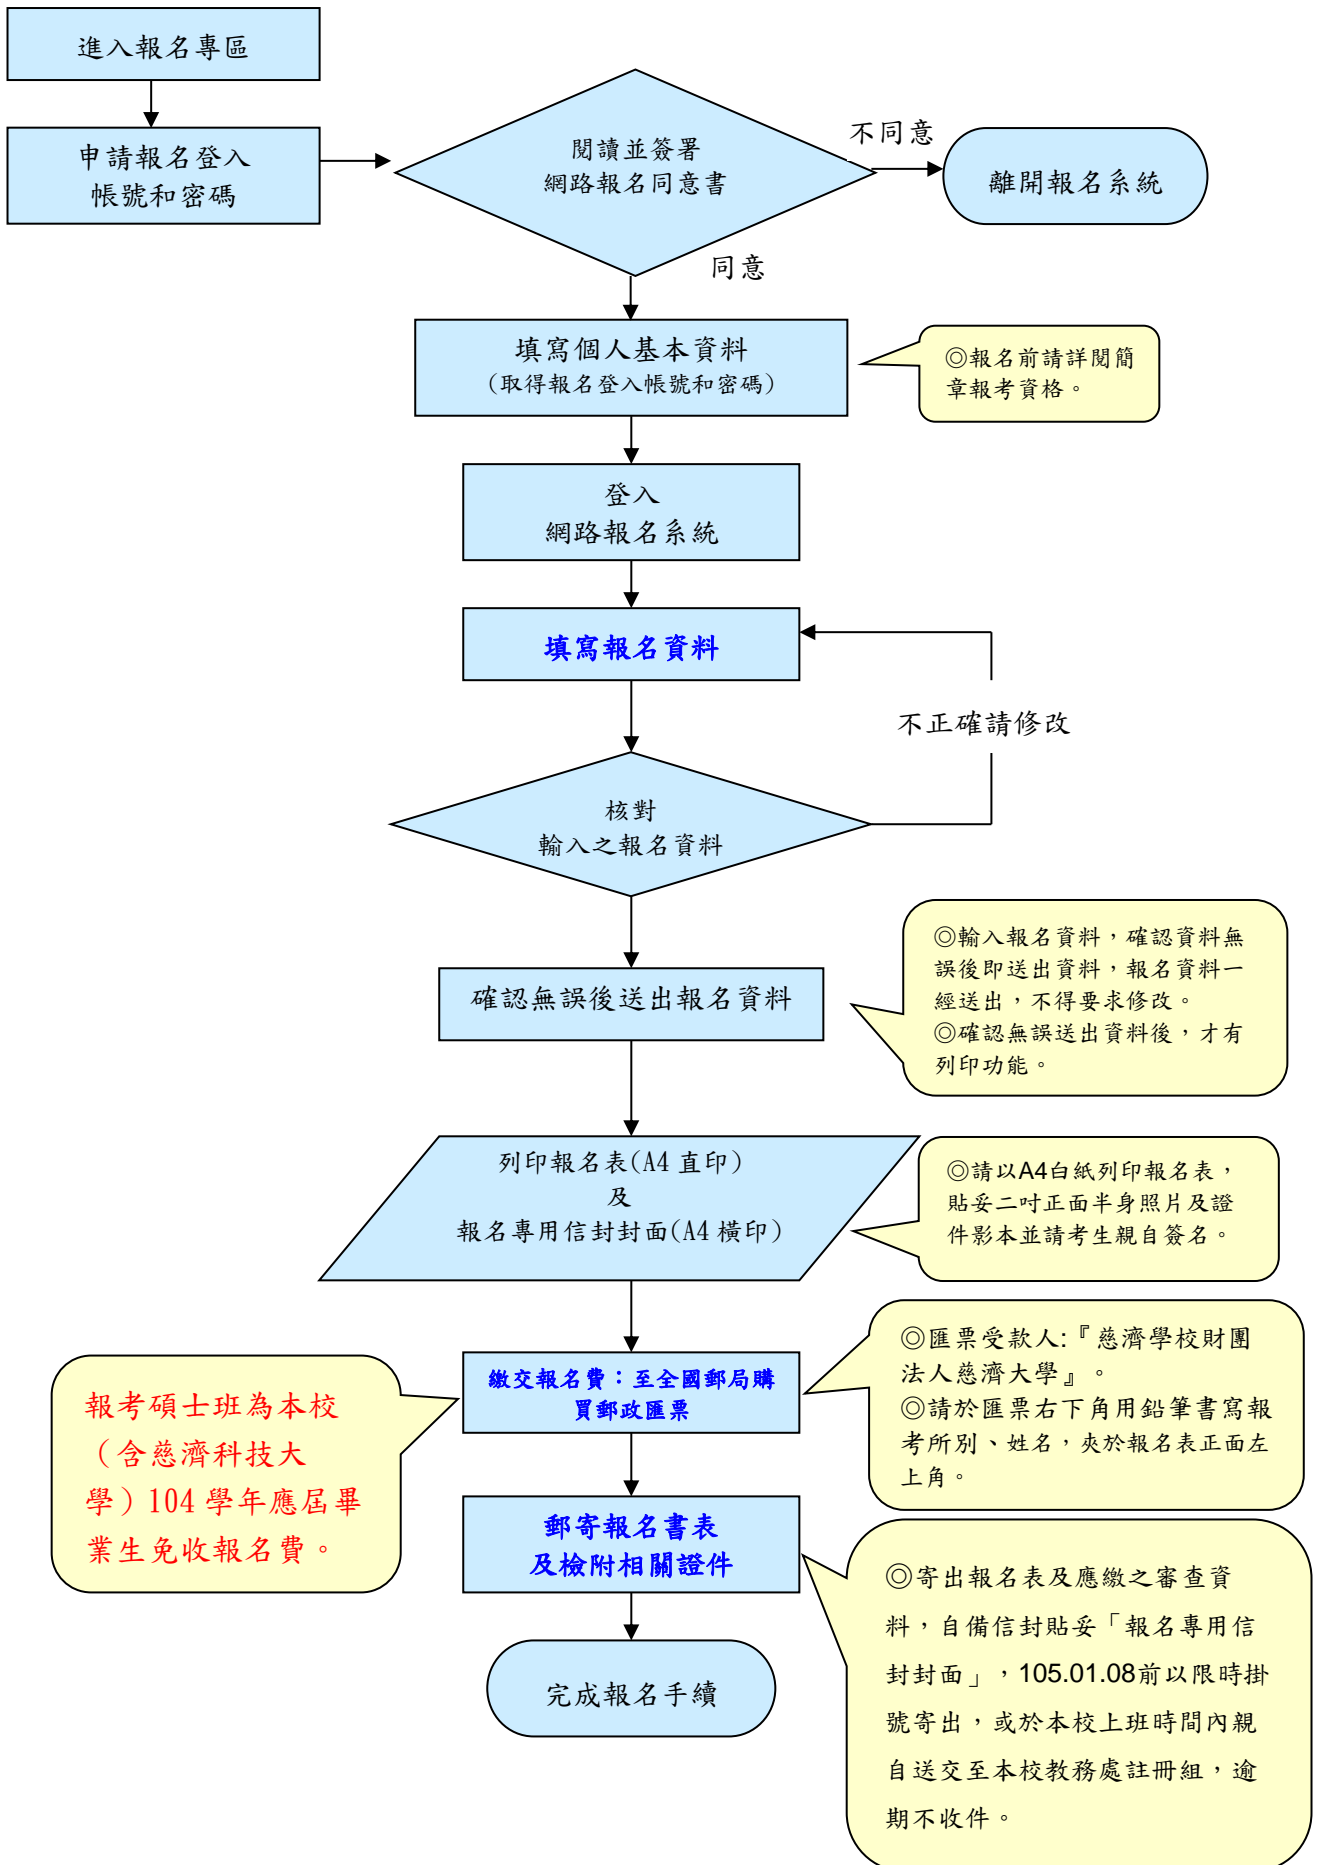 進入報名專區
申請報名登入
帳號和密碼
閱讀並簽署
網路報名同意書
不同意
離開報名系統
同意
填寫個人基本資料
(取得報名登入帳號和密碼)
◎報名前請詳閱簡
章報考資格。
登入
網路報名系統
填寫報名資料
不正確請修改
核對
輸入之報名資料
確認無誤後送出報名資料
◎輸入報名資料，確認資料無
誤後即送出資料，報名資料一
經送出，不得要求修改。
◎確認無誤送出資料後，才有
列印功能。
列印報名表(A4 直印)
及
報名專用信封封面(A4 橫印)
◎請以A4白紙列印報名表，
貼妥二吋正面半身照片及證
件影本並請考生親自簽名。
繳交報名費：至全國郵局購
買郵政匯票
◎匯票受款人:『慈濟學校財團
法人慈濟大學』。
◎請於匯票右下角用鉛筆書寫報
考所別、姓名，夾於報名表正面左
上角。
報考碩士班為本校
（含慈濟科技大
學）104 學年應屆畢
業生免收報名費。
郵寄報名書表
及檢附相關證件
◎寄出報名表及應繳之審查資
料，自備信封貼妥「報名專用信
封封面」，105.01.08前以限時掛
號寄出，或於本校上班時間內親
自送交至本校教務處註冊組，逾
期不收件。
完成報名手續